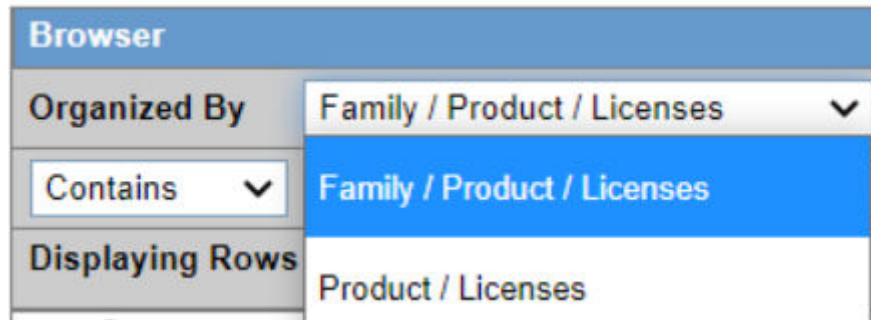 Browser
Organized By Family / Product / Licenses
Contains Family / Product / Licenses
Displaying Rows
Product / Licenses